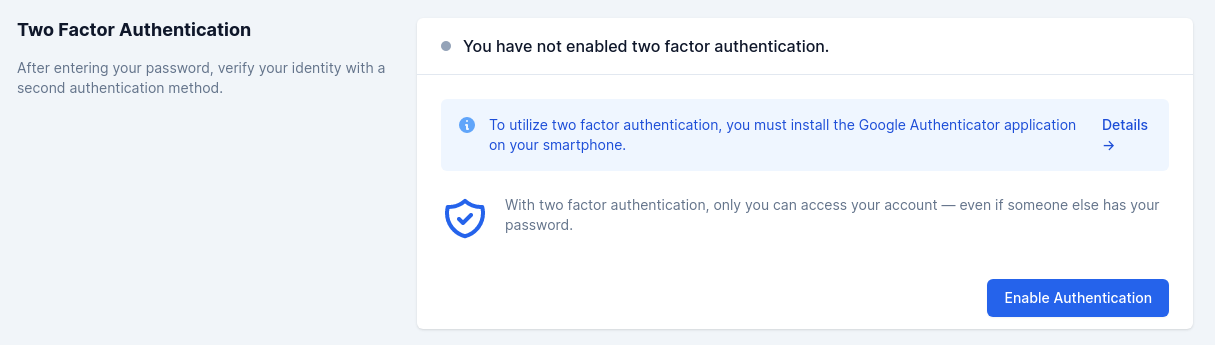 Two Factor Authentication
After entering your password, verify your identity with a
second authentication method.
You have not enabled two factor authentication.
To utilize two factor authentication, you must install the Google Authenticator application
on your smartphone.
Details
→
With two factor authentication, only you can access your account — even if someone else has your
password.
Enable Authentication